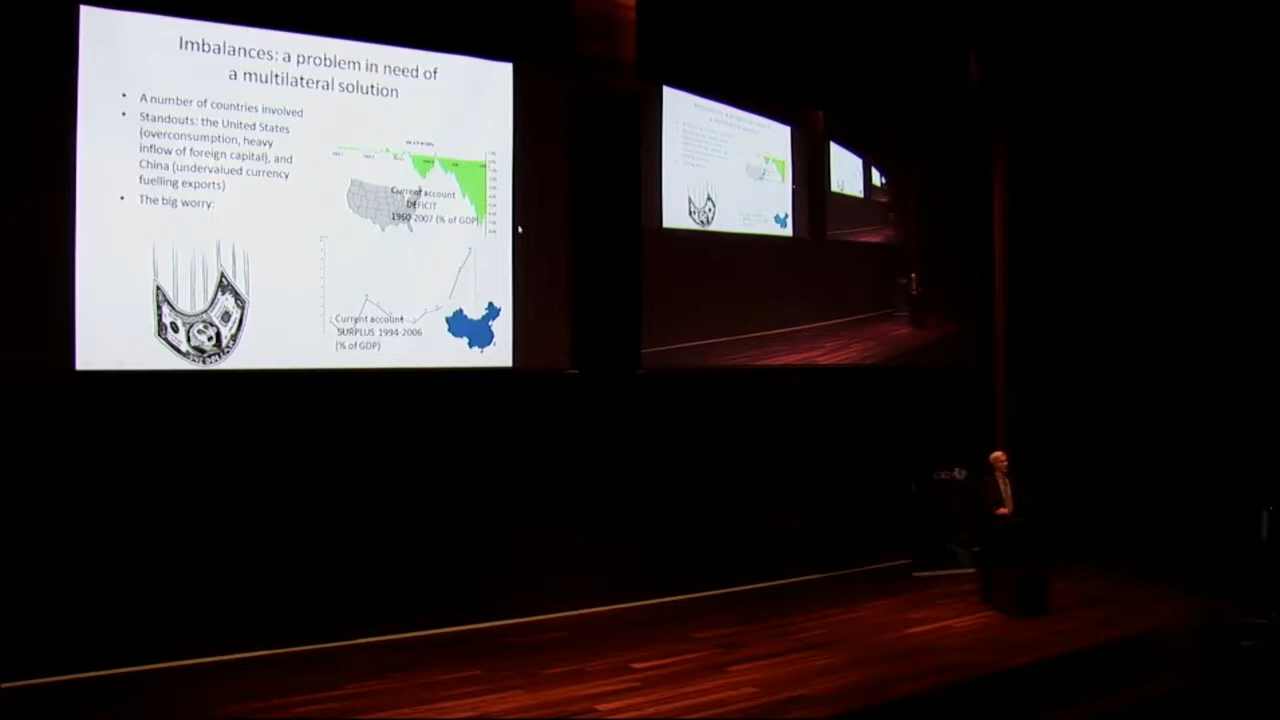 Imbalances: a problem in need of
a multilateral solution
• A number of countries involved
• Standouts: the United States
(overconsumption, heavy
inflow of foreign capital), and
China (undervalued currency
fuelling exports)
• The big worry:
Current account
DEFICIT
1960-2007 (% of GDP)
Current account
SURPLUS 1994-2006
(% of GDP)